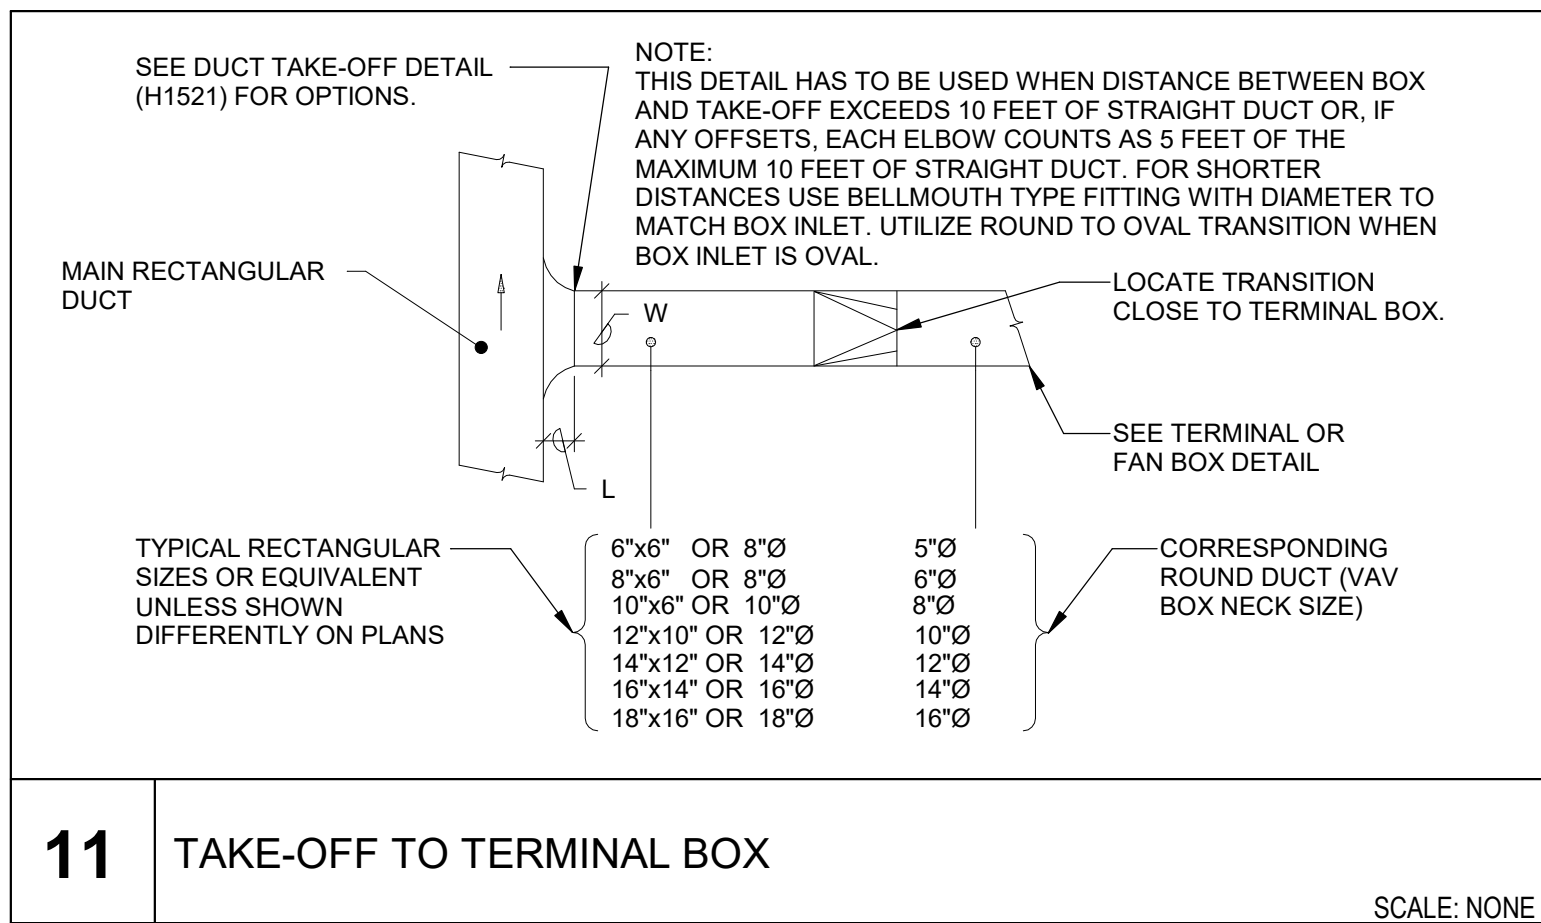 SEE DUCT TAKE-OFF DETAIL
(H1521) FOR OPTIONS.
NOTE:
THIS DETAIL HAS TO BE USED WHEN DISTANCE BETWEEN BOX
AND TAKE-OFF EXCEEDS 10 FEET OF STRAIGHT DUCT OR, IF
ANY OFFSETS, EACH ELBOW COUNTS AS 5 FEET OF THE
MAXIMUM 10 FEET OF STRAIGHT DUCT. FOR SHORTER
DISTANCES USE BELLMOUTH TYPE FITTING WITH DIAMETER TO
MATCH BOX INLET. UTILIZE ROUND TO OVAL TRANSITION WHEN
BOX INLET IS OVAL.
MAIN RECTANGULAR
DUCT
LOCATE TRANSITION
CLOSE TO TERMINAL BOX.
W
SEE TERMINAL OR
FAN BOX DETAIL
L
TYPICAL RECTANGULAR
SIZES OR EQUIVALENT
UNLESS SHOWN
DIFFERENTLY ON PLANS
6"x6" OR 8"Ø 5"Ø
8"x6" OR 8"Ø 6"Ø
10"x6" OR 10"Ø 8"Ø
12"x10" OR 12"Ø 10"Ø
14"x12" OR 14"Ø 12"Ø
16"x14" OR 16"Ø 14"Ø
18"x16" OR 18"Ø 16"Ø
CORRESPONDING
ROUND DUCT (VAV
BOX NECK SIZE)
11
TAKE-OFF TO TERMINAL BOX
SCALE: NONE